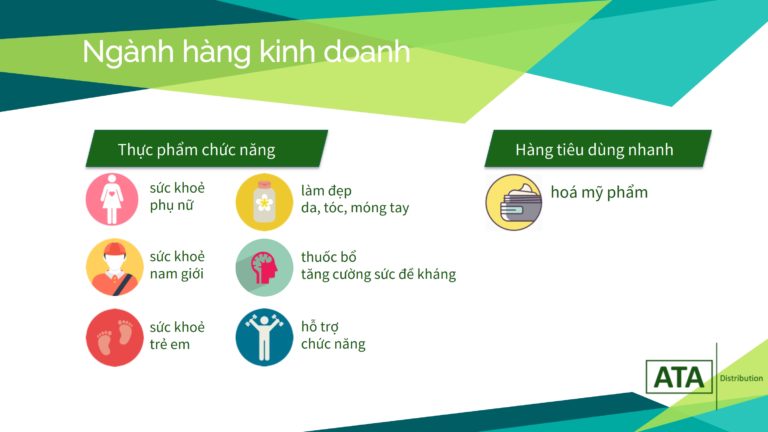 Ngành hàng kinh doanh
Thực phẩm chức năng
sức khoẻ
phụ nữ
làm đẹp
da, tóc, móng tay
sức khoẻ
nam giới
thuốc bổ
tăng cường sức đề kháng
sức khoẻ
trẻ em
hỗ trợ
chức năng
Hàng tiêu dùng nhanh
hoá mỹ phẩm
ATA
Distribution